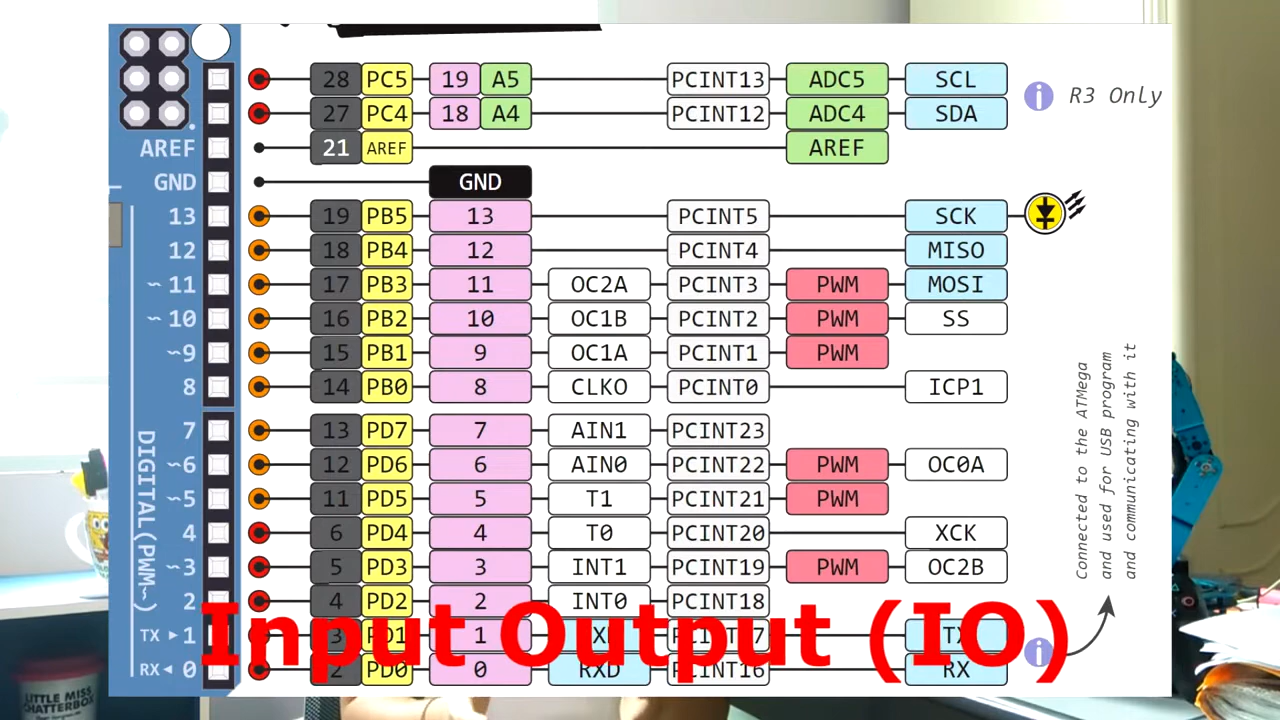 28 PC5 19 A5 PCINT13 ADC5 SCL R3 Only
27 PC4 18 A4 PCINT12 ADC4 SDA
AREF 21 AREF AREF
GND GND
13 19 PB5 13 PCINT5 SCK
12 18 PB4 12 PCINT4 MISO
~11 17 PB3 11 OC2A PCINT3 PWM MOSI
~10 16 PB2 10 OC1B PCINT2 PWM SS
~9 15 PB1 9 OC1A PCINT1 PWM
8 14 PB0 8 CLKO PCINT0 ICP1
7 13 PD7 7 AIN1 PCINT23
~6 12 PD6 6 AIN0 PCINT22 PWM OC0A
~5 11 PD5 5 T1 PCINT21 PWM
4 6 PD4 4 T0 PCINT20 XCK
~3 5 PD3 3 INT1 PCINT19 PWM OC2B
2 4 PD2 2 INT0 PCINT18
TX ▸ 1 3 PD1 1 TX
RX ◂ 0 2 PD0 0 RXD PCINT16 RX
DIGITAL(PWM~)
Connected to the ATMega
and used for USB program
and communicating with it
Input Output (IO)
LITTLE MISS
CHATTERBOX